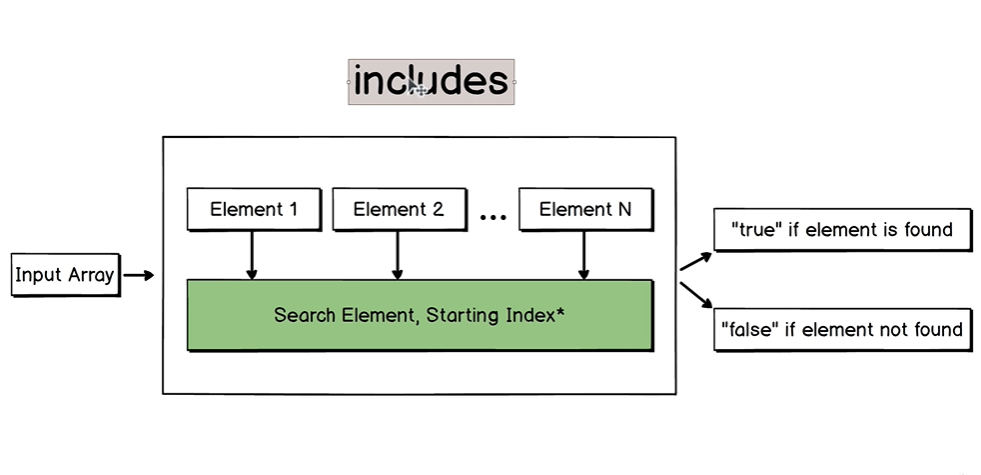 includes
Element 1
Element 2
...
Element N
Input Array
Search Element, Starting Index*
"true" if element is found
"false" if element not found